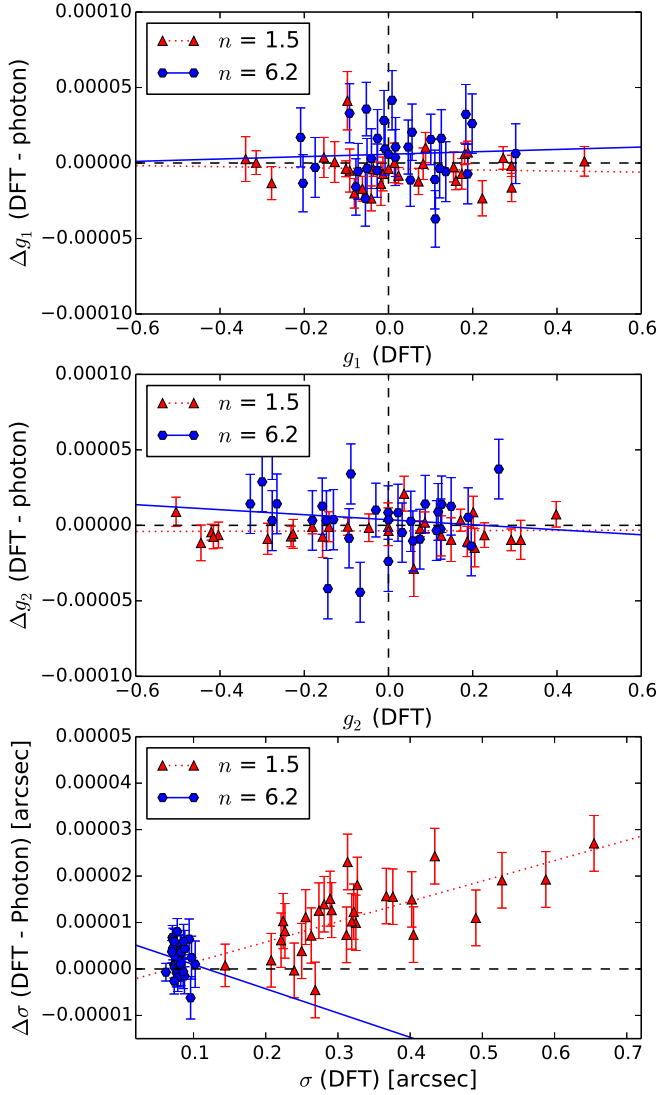 0.00010
0.00005
0.00000
−0.00005
−0.00010
Δg₁ (DFT - photon)
n = 1.5
n = 6.2
−0.6 −0.4 −0.2 0.0 0.2 0.4 0.6
g₁ (DFT)
0.00010
0.00005
0.00000
−0.00005
−0.00010
Δg₂ (DFT - photon)
n = 1.5
n = 6.2
−0.6 −0.4 −0.2 0.0 0.2 0.4 0.6
g₂ (DFT)
0.00005
0.00004
0.00003
0.00002
0.00001
0.00000
−0.00001
Δσ (DFT - Photon) [arcsec]
n = 1.5
n = 6.2
0.1 0.2 0.3 0.4 0.5 0.6 0.7
σ (DFT) [arcsec]